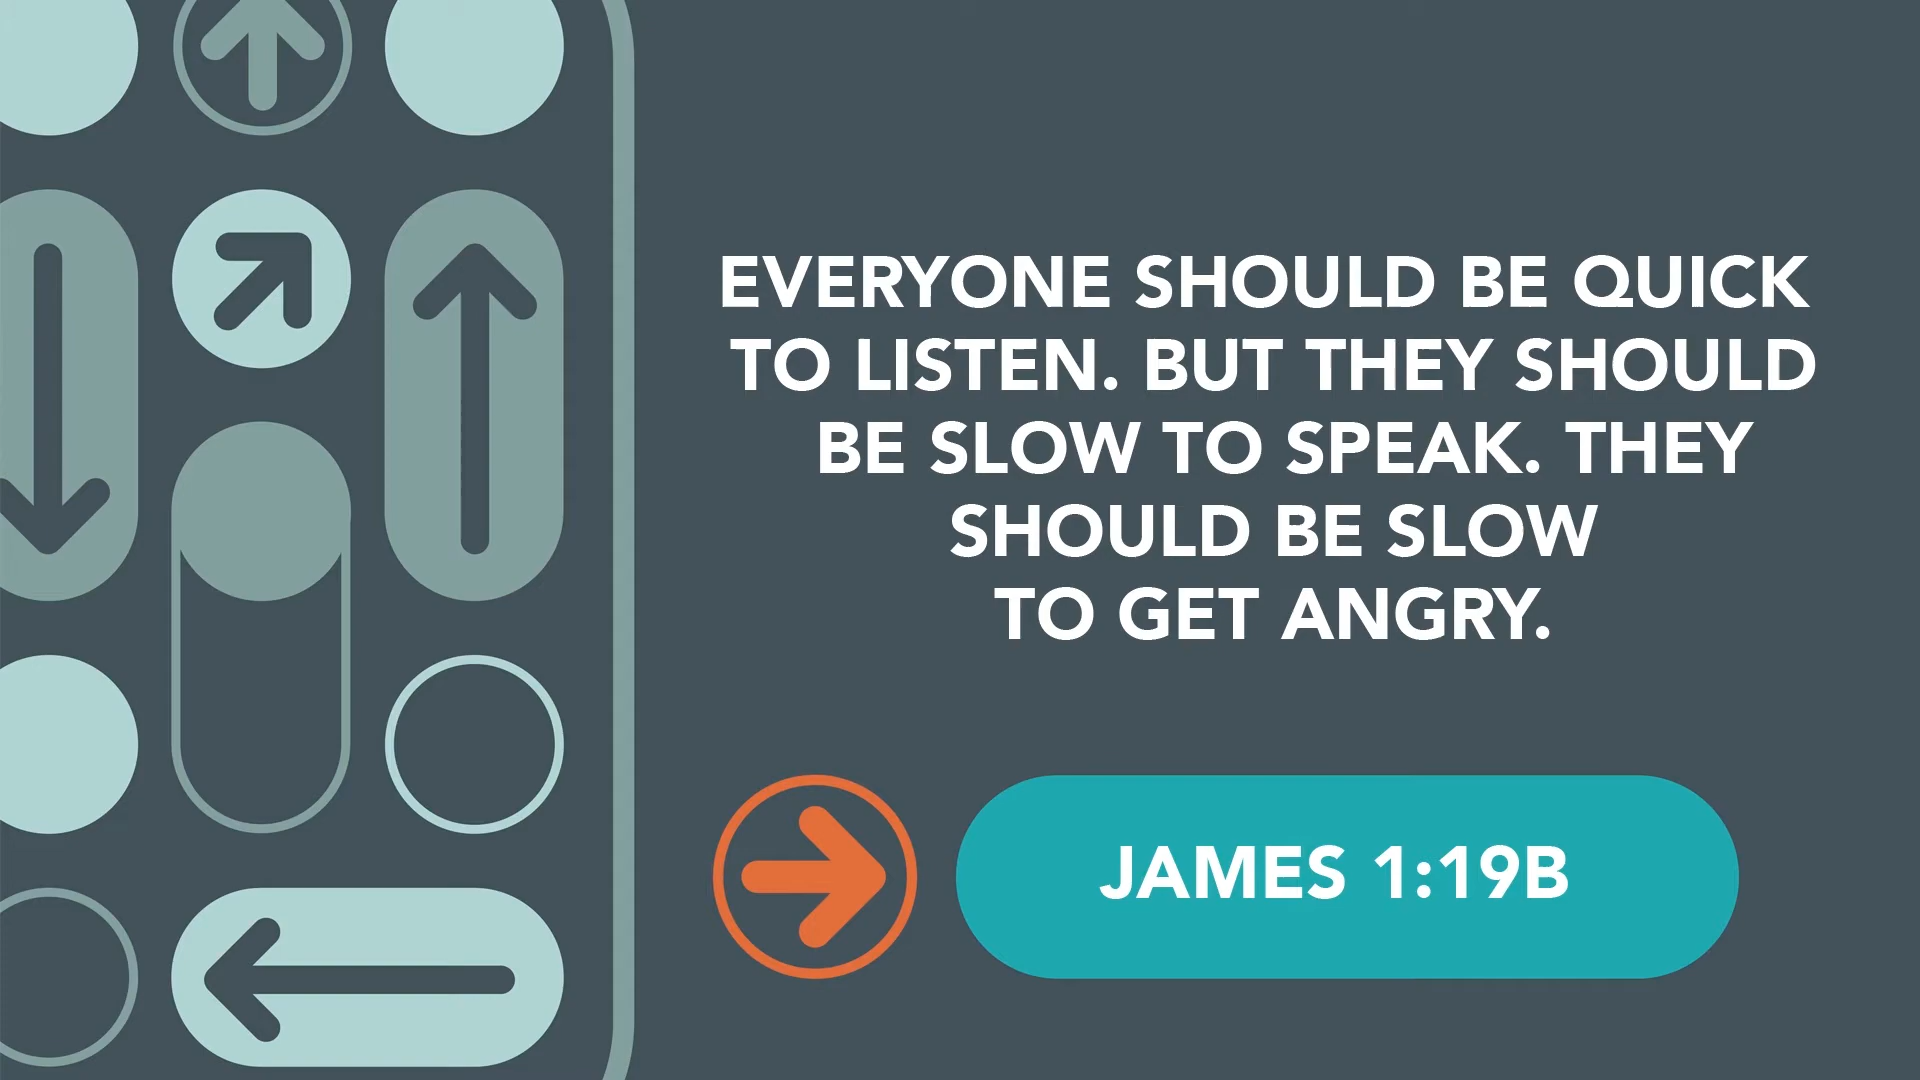 EVERYONE SHOULD BE QUICK
TO LISTEN. BUT THEY SHOULD
BE SLOW TO SPEAK. THEY
SHOULD BE SLOW
TO GET ANGRY.
JAMES 1:19B